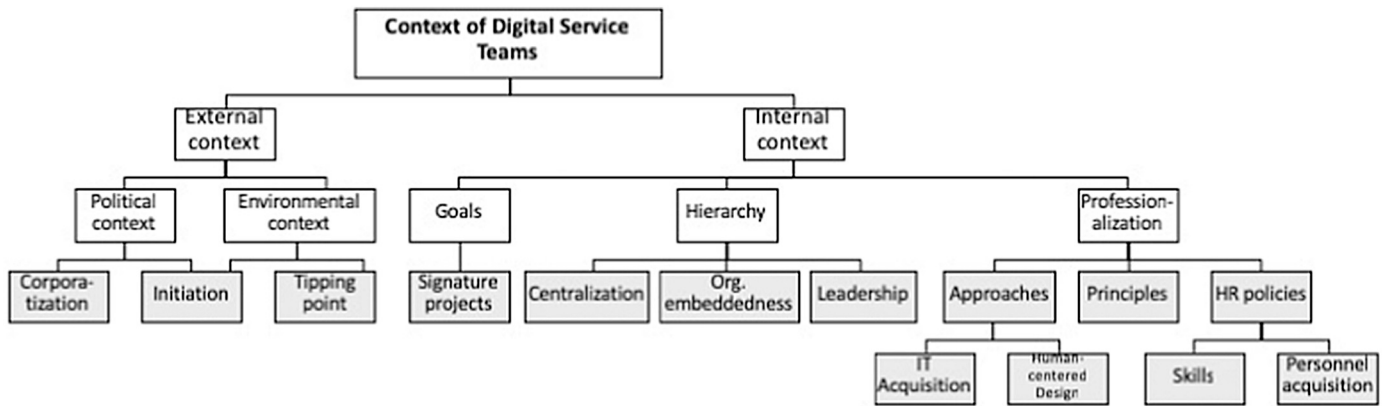 Context of Digital Service
Teams
External
context
Internal
context
Political
context
Environmental
context
Goals
Hierarchy
Profession-
alization
Corpora-
tization
Initiation
Tipping
point
Signature
projects
Centralization
Org.
embeddedness
Leadership
Approaches
Principles
HR policies
IT
Acquisition
Human-
centered
Design
Skills
Personnel
acquisition